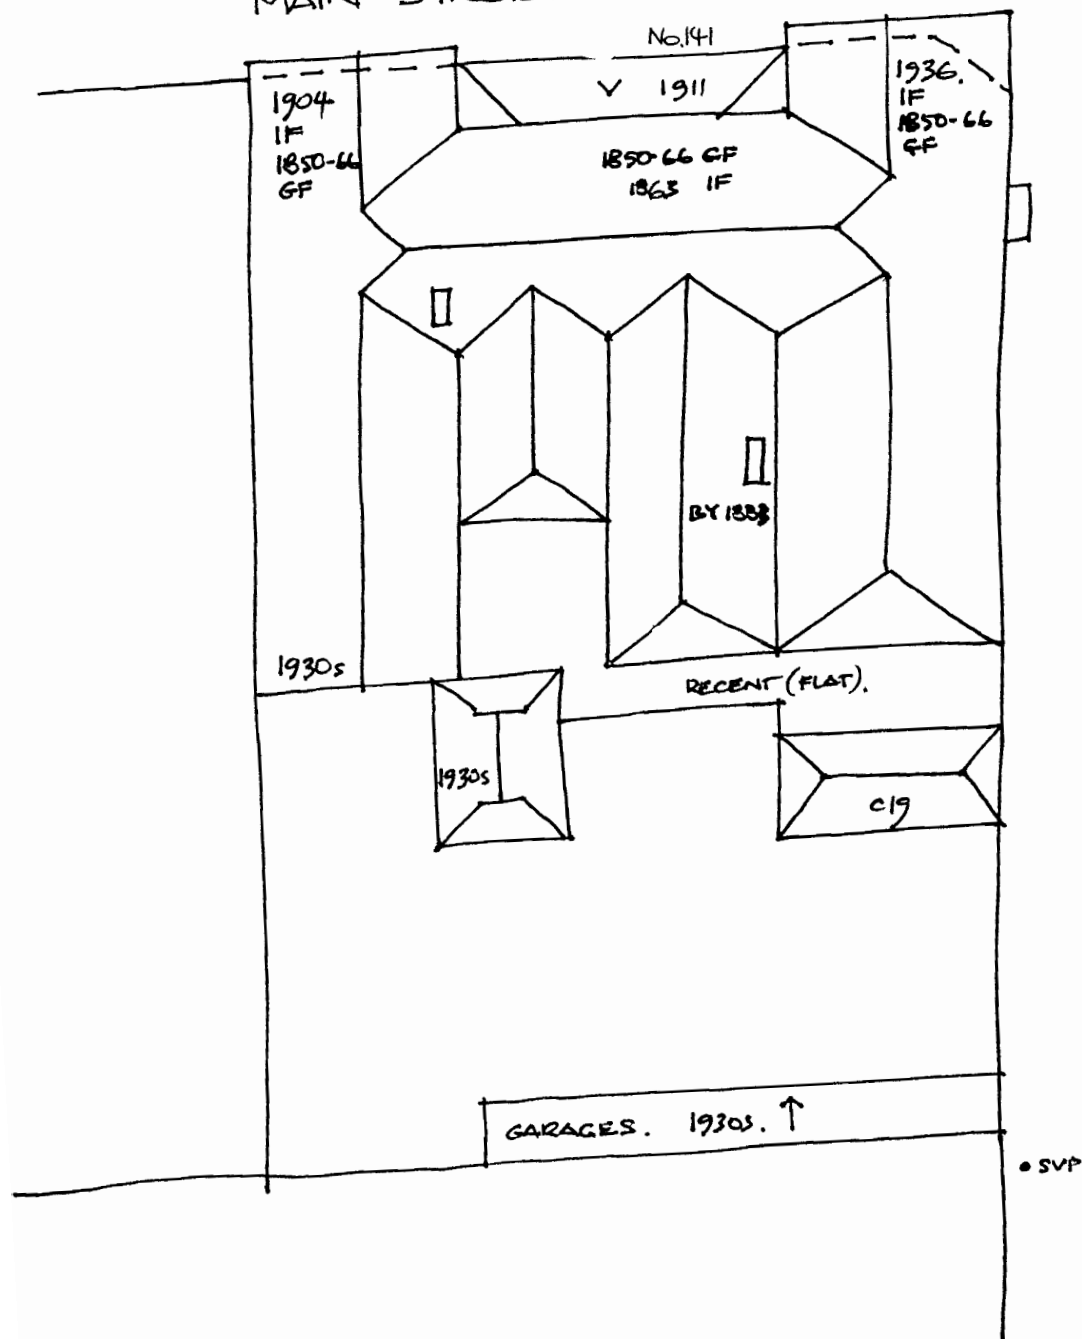 MAIN STREET
No.141
1904
1F
1850-66
GF
V 1911
1850-66 GF
1863 1F
1936.
1F
1850-66
GF
BY 1883
1930s
RECENT (FLAT).
1930s
C19
GARAGES. 1930s. ↑
• SVP